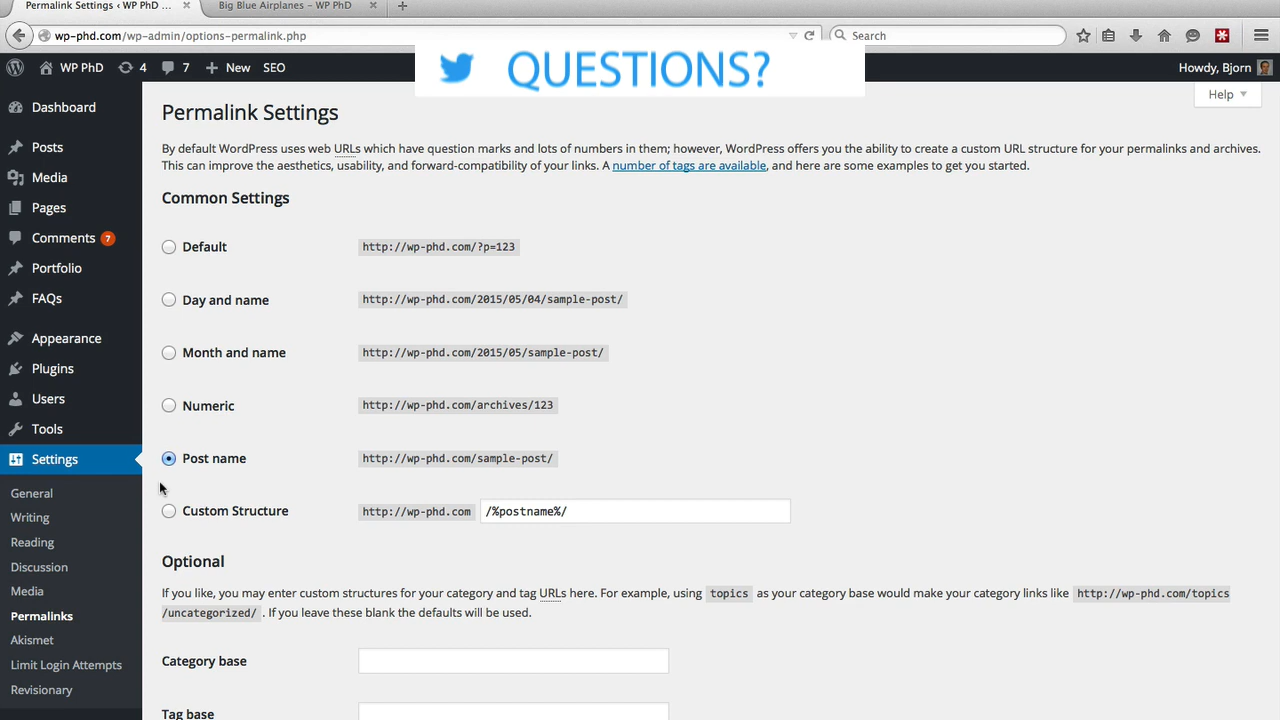 Permalink Settings ‹ WP PhD ... × Big Blue Airplanes – WP PhD × +
wp-phd.com/wp-admin/options-permalink.php Search
QUESTIONS?
WP PhD 4 7 + New SEO Howdy, Bjorn
Help
Dashboard
Posts
Media
Pages
Comments 7
Portfolio
FAQs
Appearance
Plugins
Users
Tools
Settings
General
Writing
Reading
Discussion
Media
Permalinks
Akismet
Limit Login Attempts
Revisionary
Permalink Settings
By default WordPress uses web URLs which have question marks and lots of numbers in them; however, WordPress offers you the ability to create a custom URL structure for your permalinks and archives.
This can improve the aesthetics, usability, and forward-compatibility of your links. A number of tags are available, and here are some examples to get you started.
Common Settings
Default http://wp-phd.com/?p=123
Day and name http://wp-phd.com/2015/05/04/sample-post/
Month and name http://wp-phd.com/2015/05/sample-post/
Numeric http://wp-phd.com/archives/123
Post name http://wp-phd.com/sample-post/
Custom Structure http://wp-phd.com /%postname%/
Optional
If you like, you may enter custom structures for your category and tag URLs here. For example, using topics as your category base would make your category links like http://wp-phd.com/topics
/uncategorized/ . If you leave these blank the defaults will be used.
Category base
Tag base